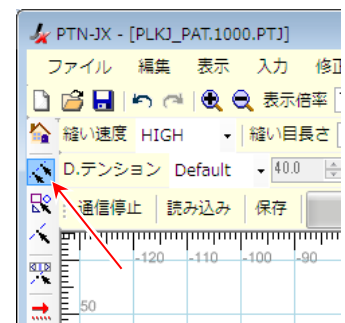 PTN-JX - [PLKJ_PAT.1000.PTJ]
ファイル 編集 表示 入力 修正
表示倍率
縫い速度 HIGH 縫い目長さ
D.テンション Default 40.0
通信停止 読み込み 保存
-120 -110 -100 -90
50